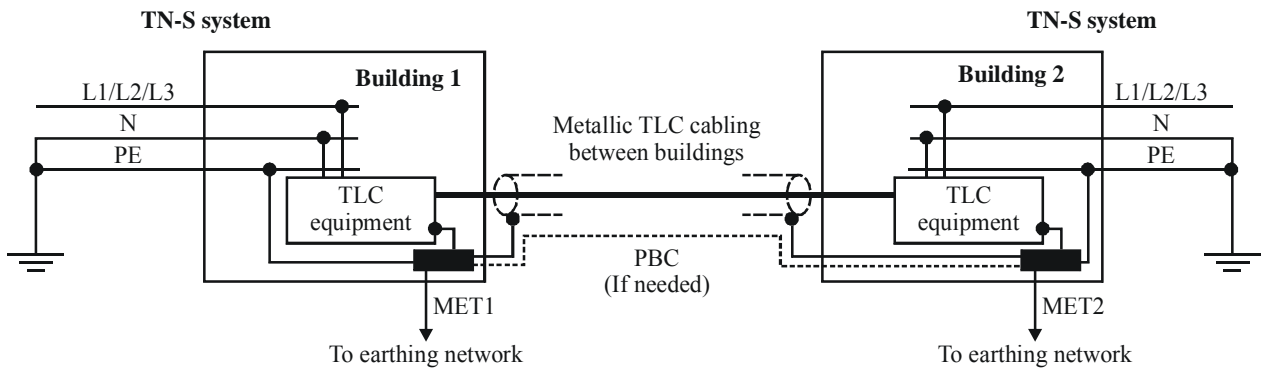 TN-S system
TN-S system
Building 1
Building 2
L1/L2/L3
L1/L2/L3
N
N
PE
PE
Metallic TLC cabling
between buildings
TLC
equipment
TLC
equipment
PBC
(If needed)
MET1
MET2
To earthing network
To earthing network